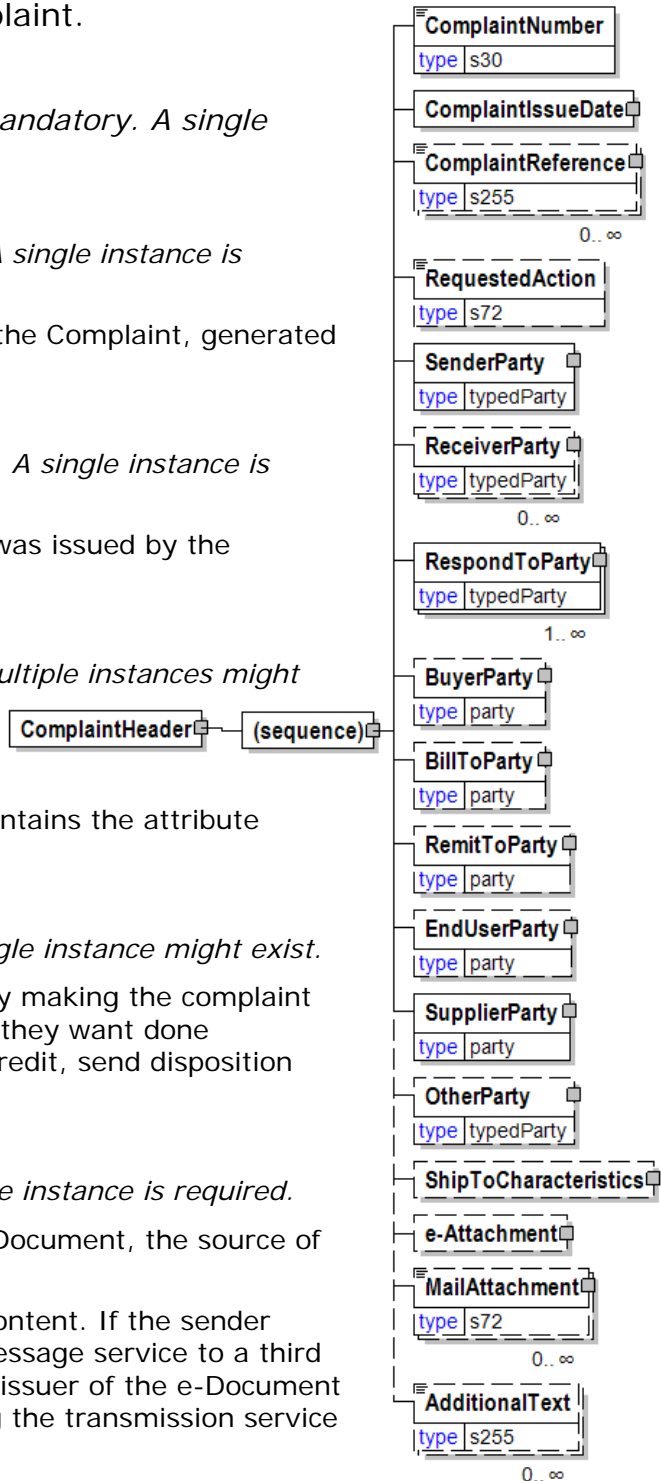 plaint.
andatory. A single
A single instance is
the Complaint, generated
A single instance is
was issued by the
ultiple instances might
ntains the attribute
gle instance might exist.
y making the complaint
they want done
redit, send disposition
e instance is required.
Document, the source of
ontent. If the sender
essage service to a third
issuer of the e-Document
g the transmission service
ComplaintHeader
(sequence)
ComplaintNumber
type s30
ComplaintIssueDate
ComplaintReference
type s255
0.. ∞
RequestedAction
type s72
SenderParty
type typedParty
ReceiverParty
type typedParty
0.. ∞
RespondToParty
type typedParty
1.. ∞
BuyerParty
type party
BillToParty
type party
RemitToParty
type party
EndUserParty
type party
SupplierParty
type party
OtherParty
type typedParty
ShipToCharacteristics
e-Attachment
MailAttachment
type s72
0.. ∞
AdditionalText
type s255
0.. ∞